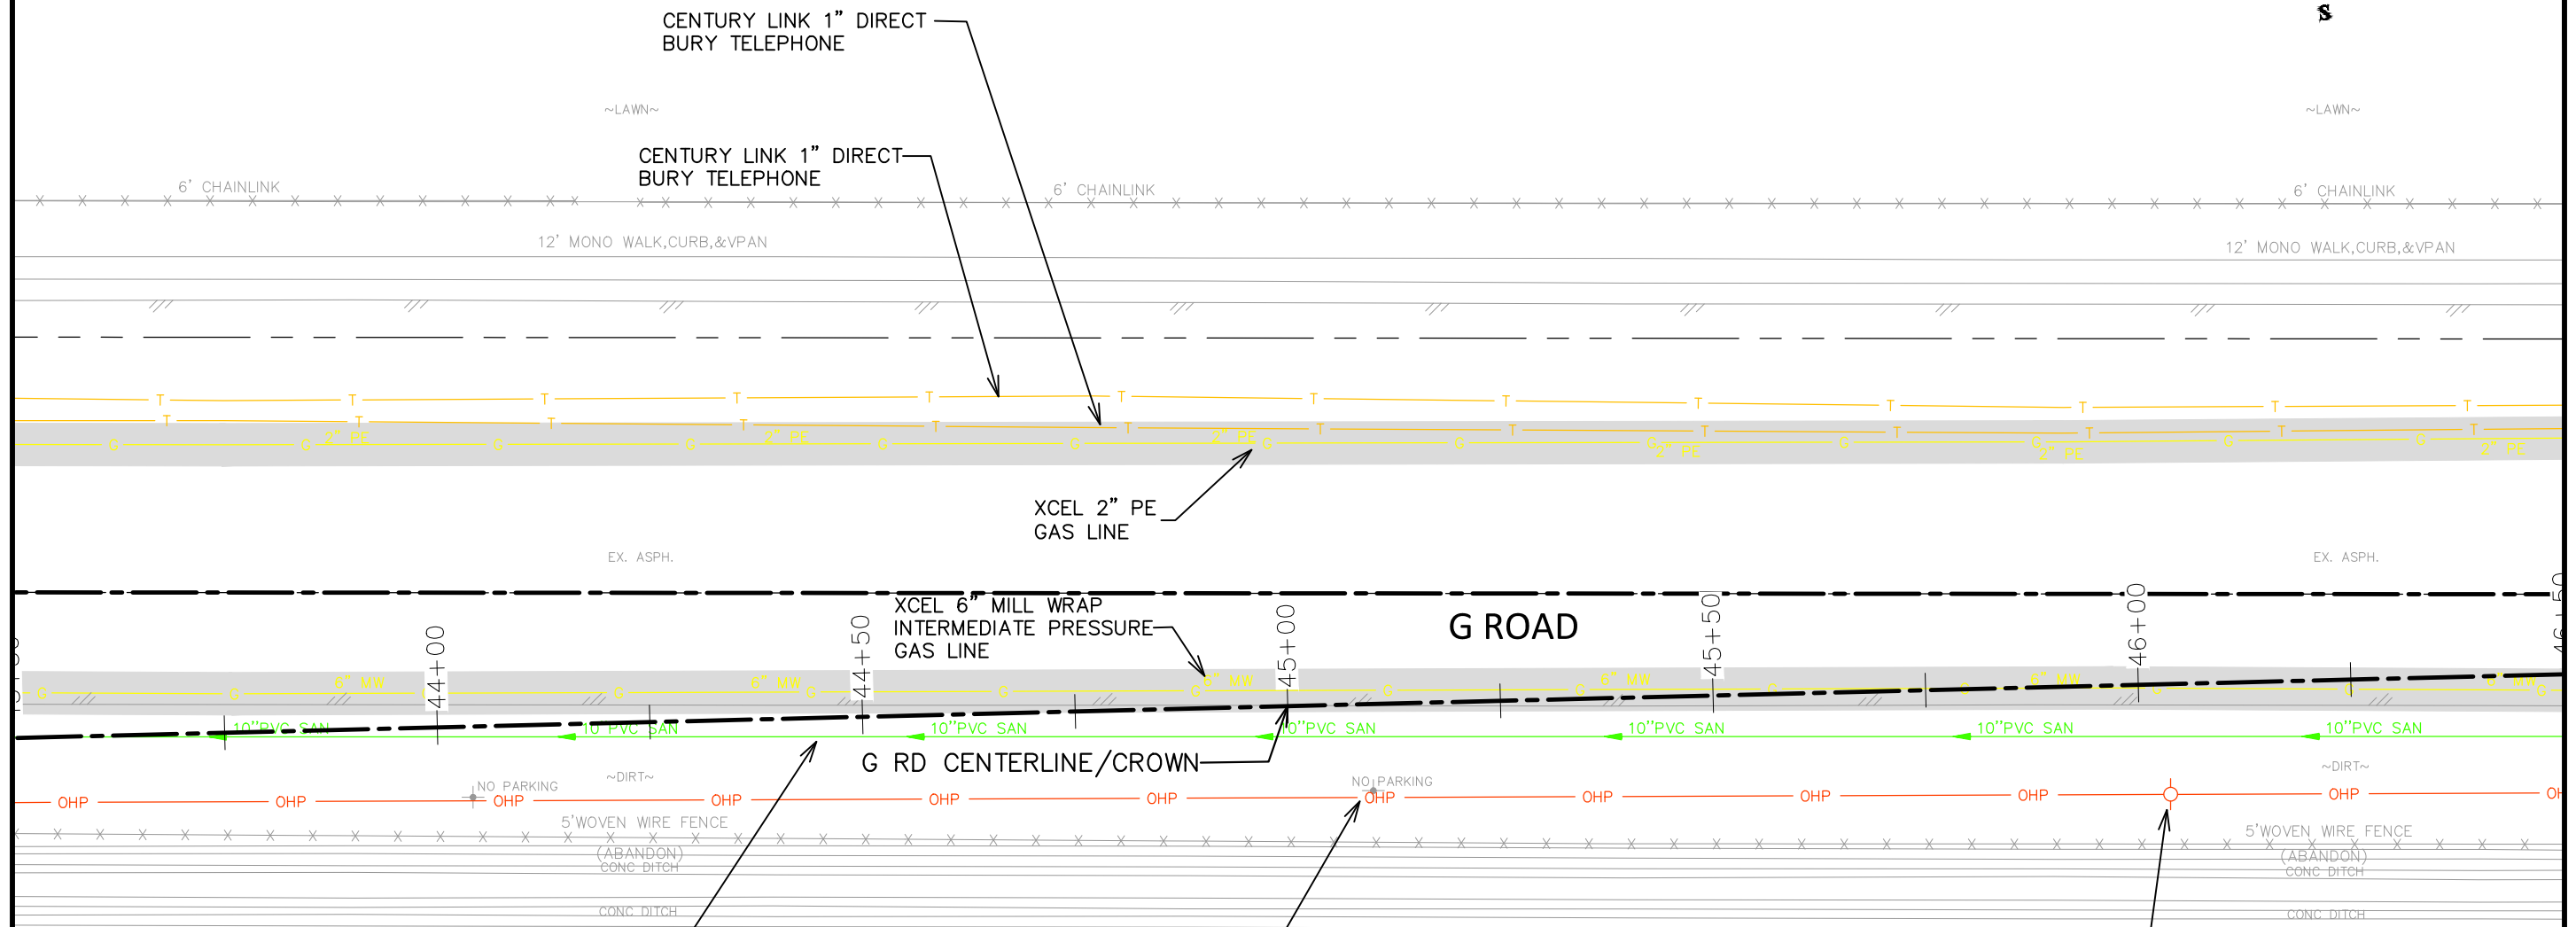 CENTURY LINK 1” DIRECT
BURY TELEPHONE
S
~LAWN~
~LAWN~
CENTURY LINK 1” DIRECT
BURY TELEPHONE
6' CHAINLINK
6' CHAINLINK
6' CHAINLINK
12' MONO WALK,CURB,&VPAN
12' MONO WALK,CURB,&VPAN
T T T T T T T T T T T T T
T T T T T T T T T T T T T
G G G G G G G G G G G G G
2" PE 2" PE 2" PE 2" PE 2" PE 2" PE
XCEL 2” PE
GAS LINE
EX. ASPH.
EX. ASPH.
XCEL 6” MILL WRAP
INTERMEDIATE PRESSURE
GAS LINE
G ROAD
44+00
44+50
45+00
45+50
46+00
46+50
6" MW 6" MW 6" MW 6" MW 6" MW 6" MW
10"PVC SAN 10"PVC SAN 10"PVC SAN 10"PVC SAN 10"PVC SAN 10"PVC SAN 10"PVC SAN
G RD CENTERLINE/CROWN
~DIRT~
~DIRT~
NO PARKING
NO PARKING
OHP OHP OHP OHP OHP OHP OHP OHP OHP OHP OHP
5'WOVEN WIRE FENCE
5'WOVEN WIRE FENCE
(ABANDON)
CONC DITCH
(ABANDON)
CONC DITCH
CONC DITCH
CONC DITCH